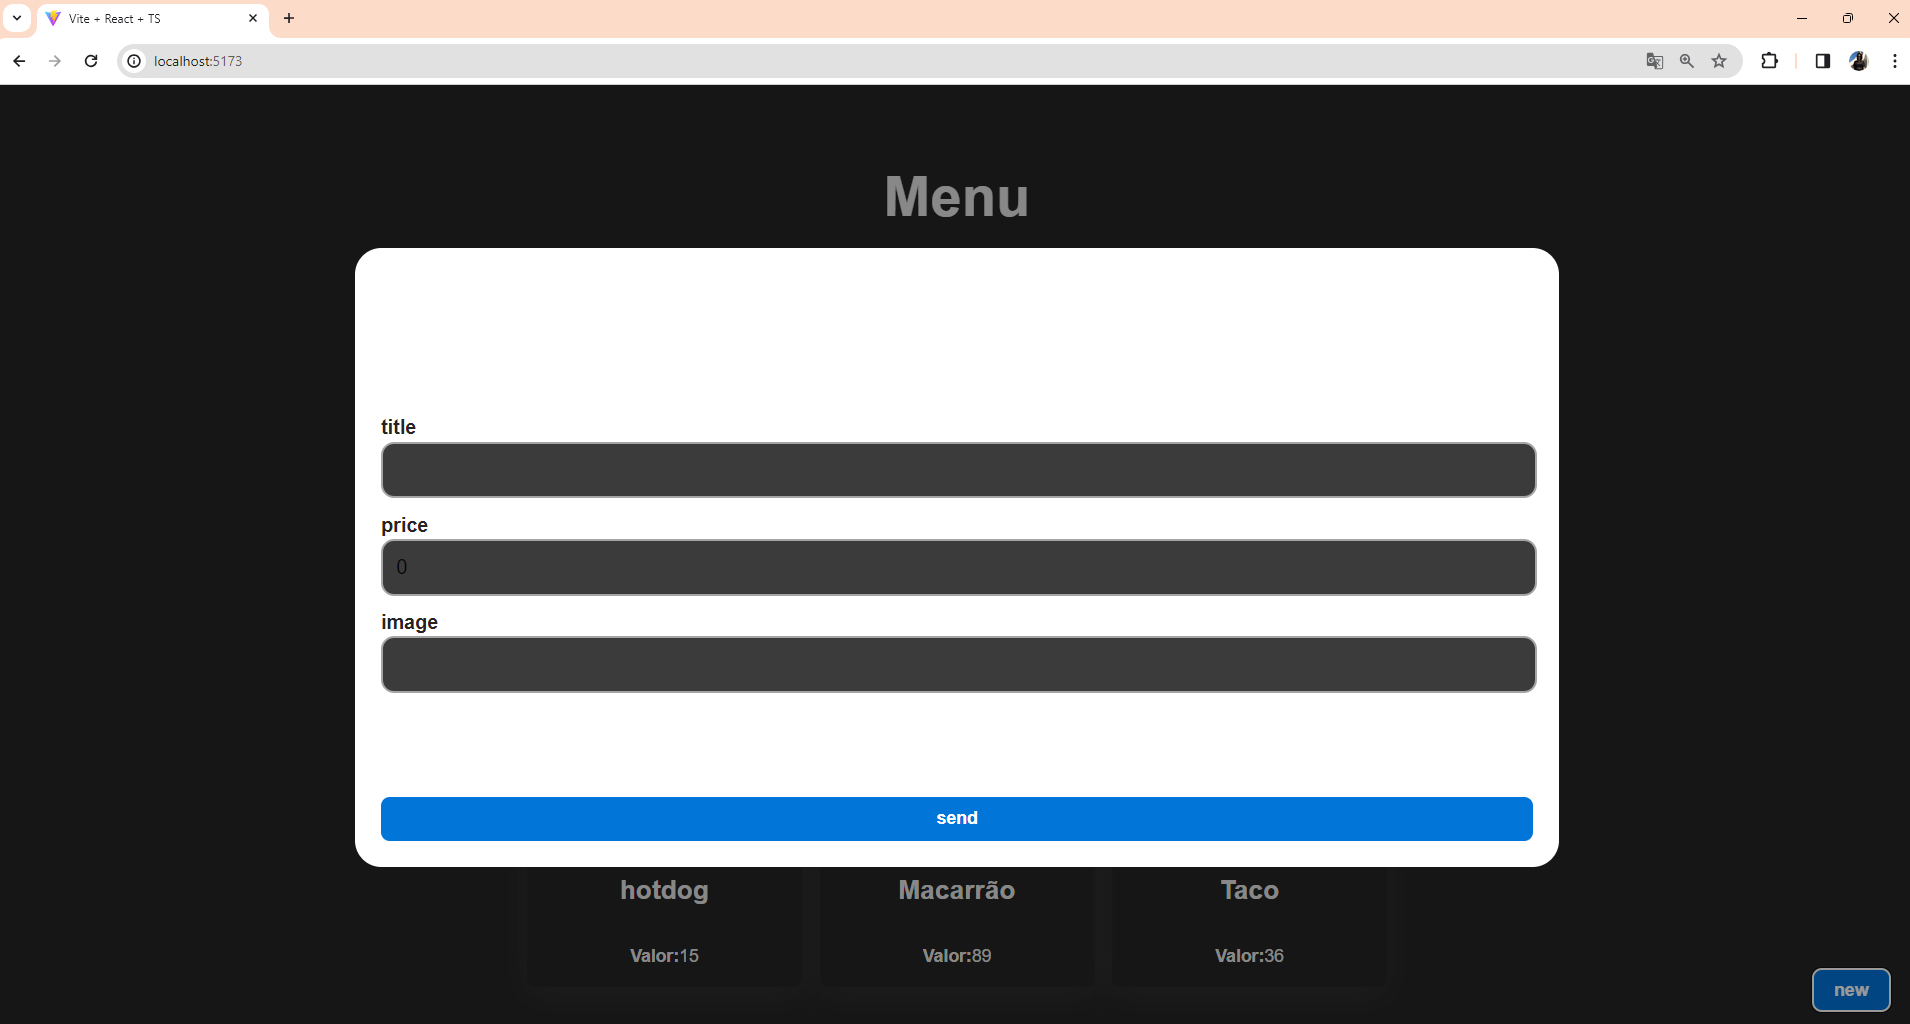 Vite + React + TS
localhost:5173
Menu
title
price
0
image
send
hotdog
Macarrão
Taco
Valor:15
Valor:89
Valor:36
new